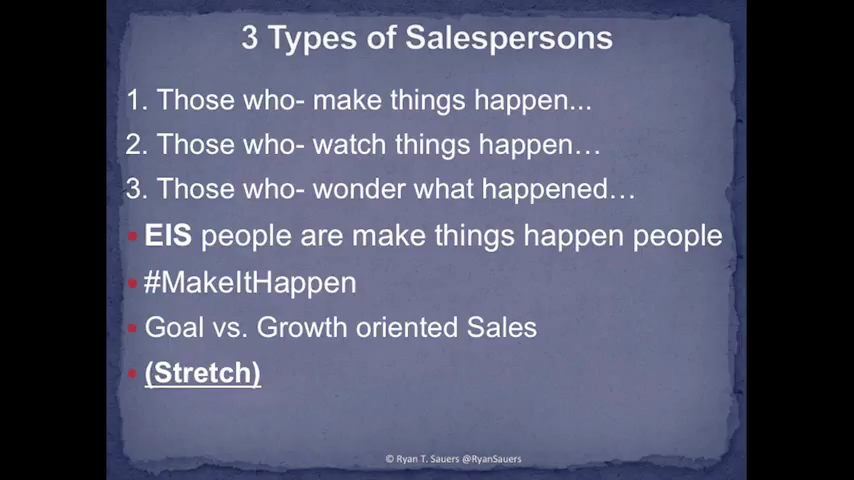 3 Types of Salespersons
1. Those who- make things happen...
2. Those who- watch things happen…
3. Those who- wonder what happened…
▪ EIS people are make things happen people
▪ #MakeItHappen
▪ Goal vs. Growth oriented Sales
▪ (Stretch)
© Ryan T. Sauers @RyanSauers